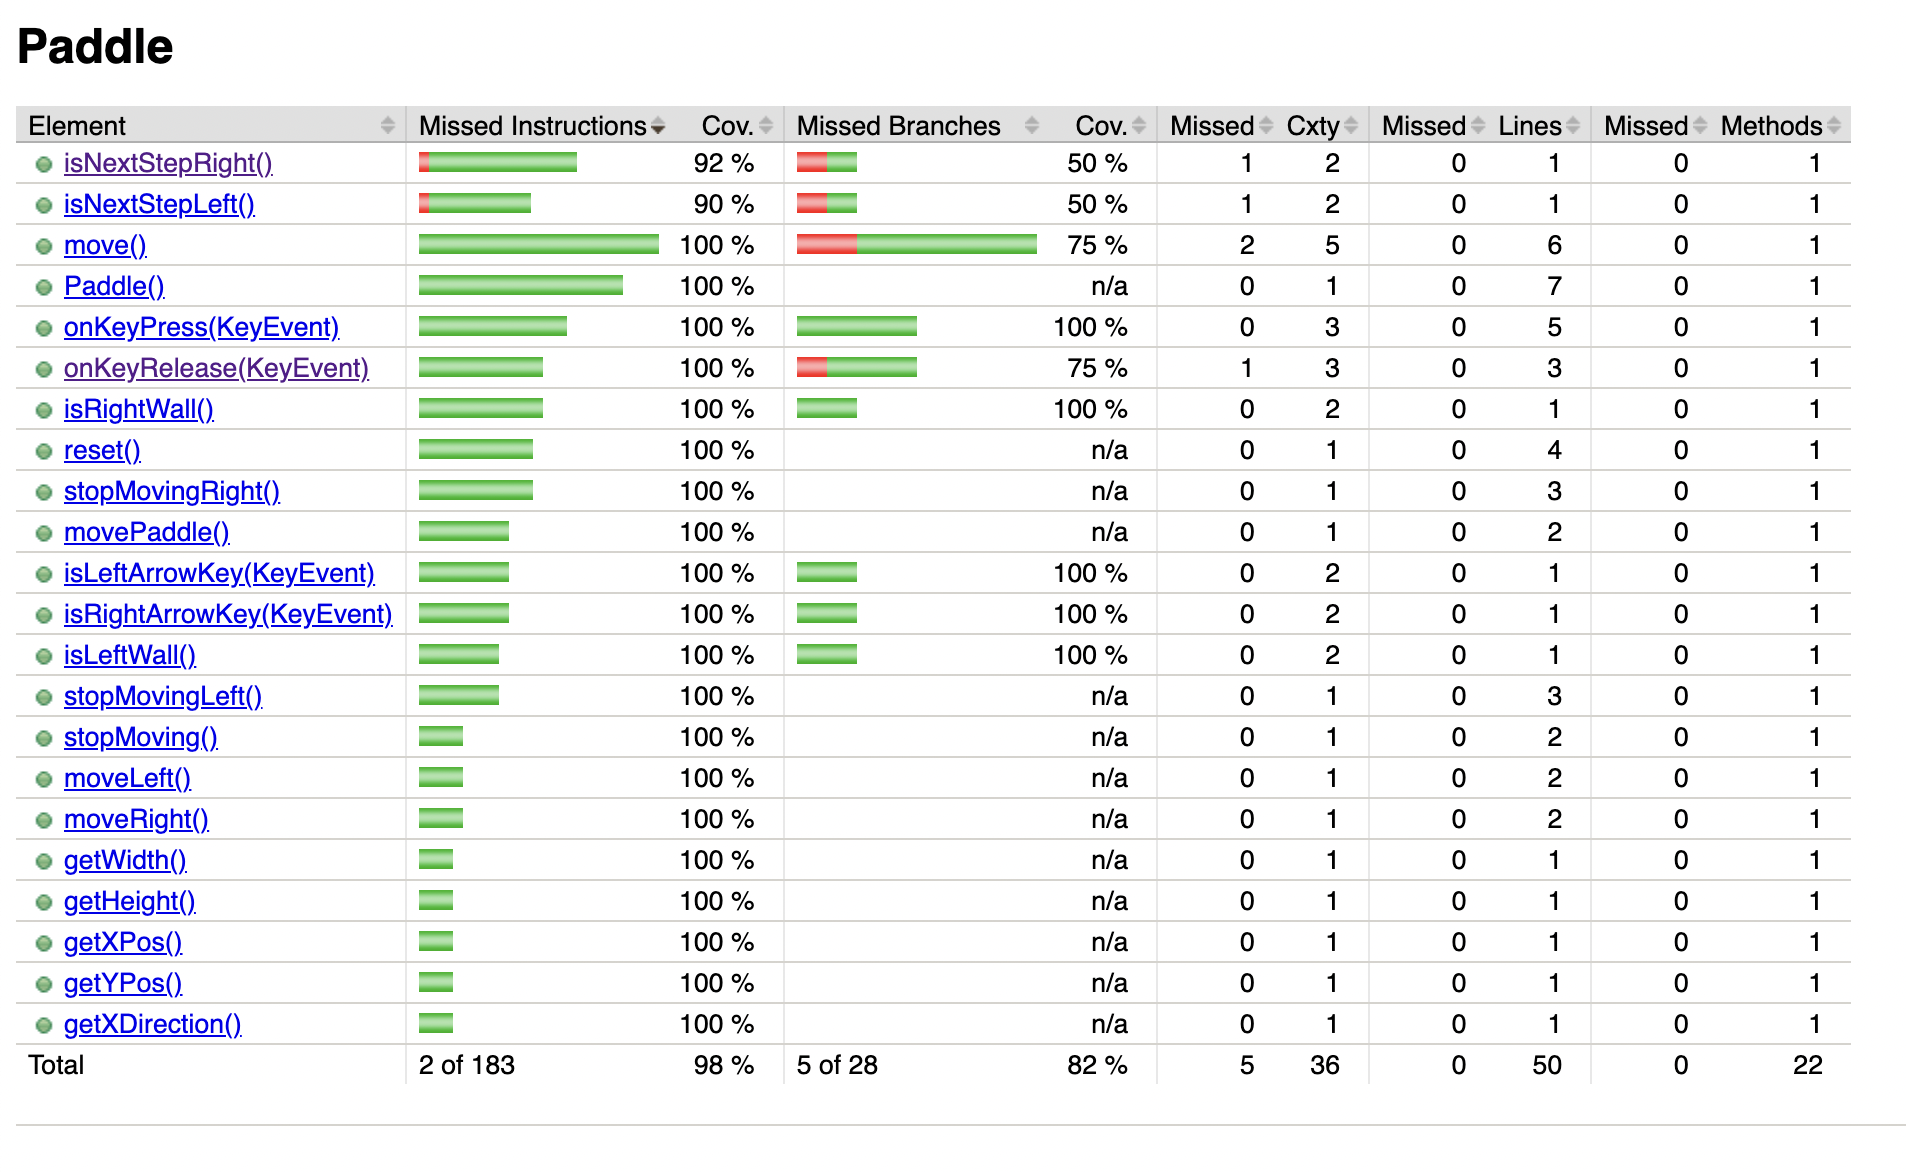 Paddle
Element Missed Instructions Cov. Missed Branches Cov. Missed Cxty Missed Lines Missed Methods
isNextStepRight() 92 % 50 % 1 2 0 1 0 1
isNextStepLeft() 90 % 50 % 1 2 0 1 0 1
move() 100 % 75 % 2 5 0 6 0 1
Paddle() 100 % n/a 0 1 0 7 0 1
onKeyPress(KeyEvent) 100 % 100 % 0 3 0 5 0 1
onKeyRelease(KeyEvent) 100 % 75 % 1 3 0 3 0 1
isRightWall() 100 % 100 % 0 2 0 1 0 1
reset() 100 % n/a 0 1 0 4 0 1
stopMovingRight() 100 % n/a 0 1 0 3 0 1
movePaddle() 100 % n/a 0 1 0 2 0 1
isLeftArrowKey(KeyEvent) 100 % 100 % 0 2 0 1 0 1
isRightArrowKey(KeyEvent) 100 % 100 % 0 2 0 1 0 1
isLeftWall() 100 % 100 % 0 2 0 1 0 1
stopMovingLeft() 100 % n/a 0 1 0 3 0 1
stopMoving() 100 % n/a 0 1 0 2 0 1
moveLeft() 100 % n/a 0 1 0 2 0 1
moveRight() 100 % n/a 0 1 0 2 0 1
getWidth() 100 % n/a 0 1 0 1 0 1
getHeight() 100 % n/a 0 1 0 1 0 1
getXPos() 100 % n/a 0 1 0 1 0 1
getYPos() 100 % n/a 0 1 0 1 0 1
getXDirection() 100 % n/a 0 1 0 1 0 1
Total 2 of 183 98 % 5 of 28 82 % 5 36 0 50 0 22